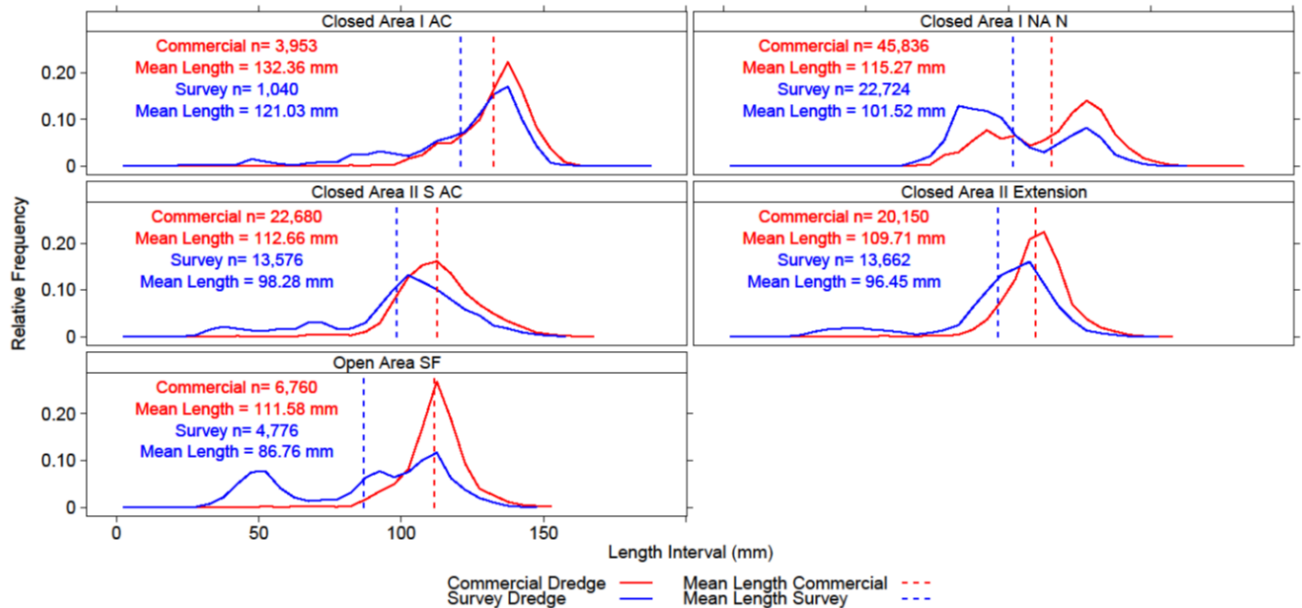 Closed Area I AC
Commercial n= 3,953
Mean Length = 132.36 mm
Survey n= 1,040
Mean Length = 121.03 mm
Closed Area I NA N
Commercial n= 45,836
Mean Length = 115.27 mm
Survey n= 22,724
Mean Length = 101.52 mm
0.20
0.10
0
Closed Area II S AC
Commercial n= 22,680
Mean Length = 112.66 mm
Survey n= 13,576
Mean Length = 98.28 mm
Closed Area II Extension
Commercial n= 20,150
Mean Length = 109.71 mm
Survey n= 13,662
Mean Length = 96.45 mm
0.20
0.10
0
Relative Frequency
Open Area SF
Commercial n= 6,760
Mean Length = 111.58 mm
Survey n= 4,776
Mean Length = 86.76 mm
0.20
0.10
0
0 50 100 150
Length Interval (mm)
Commercial Dredge Mean Length Commercial
Survey Dredge Mean Length Survey